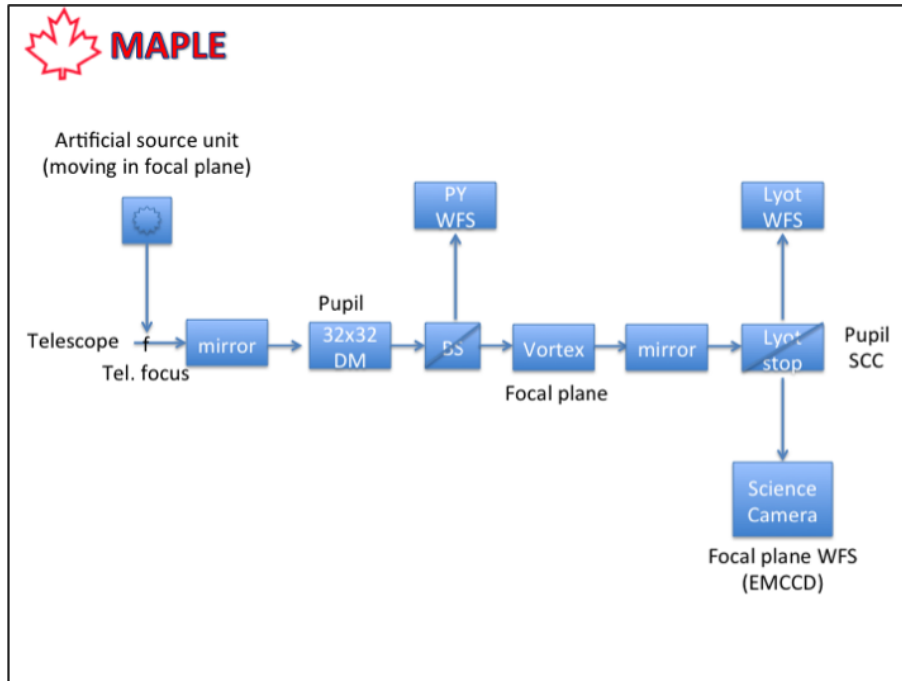 MAPLE
Artificial source unit
(moving in focal plane)
PY
WFS
Lyot
WFS
Pupil
Telescope
f
mirror
32x32
DM
BS
Vortex
mirror
Lyot
stop
Pupil
SCC
Tel. focus
Focal plane
Science
Camera
Focal plane WFS
(EMCCD)